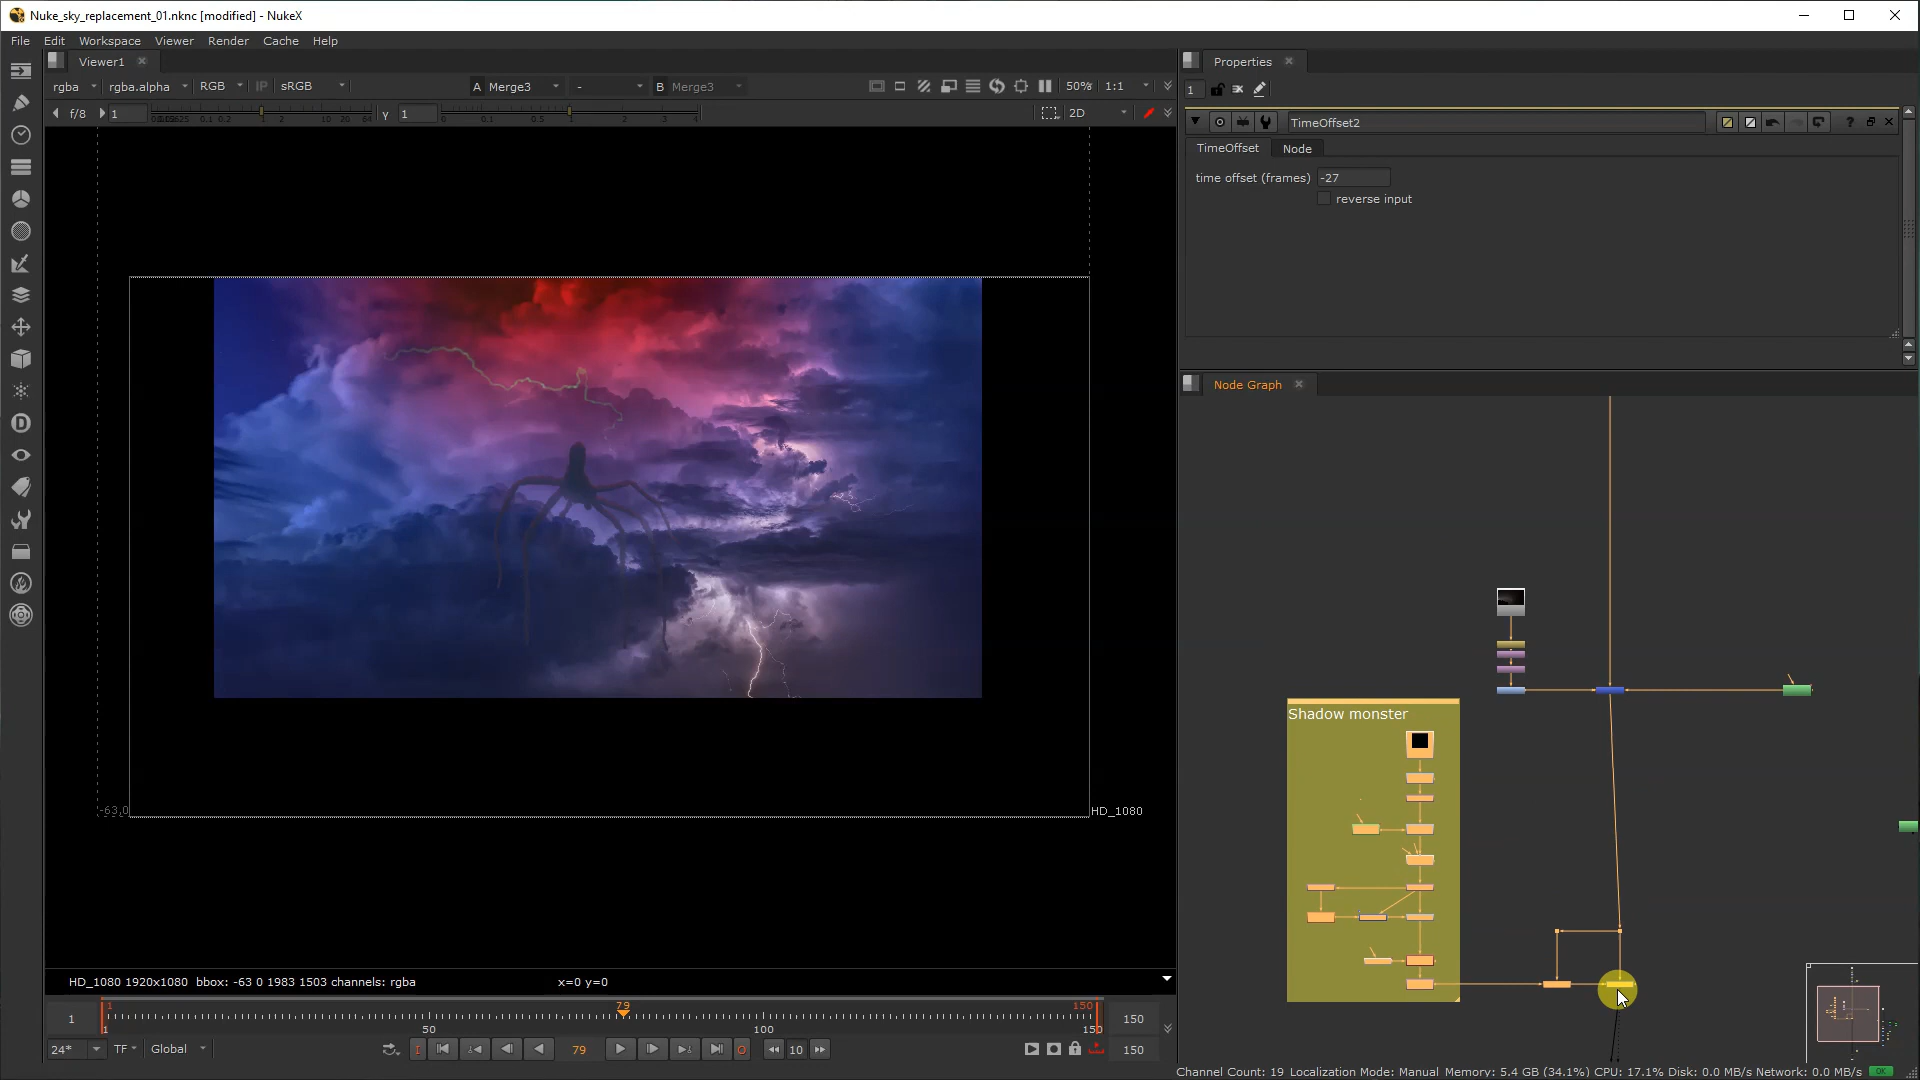 Nuke_sky_replacement_01.nknc [modified] - NukeX
File Edit Workspace Viewer Render Cache Help
Viewer1
Properties
rgba rgba.alpha RGB IP sRGB A Merge3 - B Merge3 50% 1:1
1
f/8 1 γ 1 2D
TimeOffset2
TimeOffset Node
time offset (frames) -27
reverse input
Node Graph
Shadow monster
-63,0
HD_1080
HD_1080 1920x1080 bbox: -63 0 1983 1503 channels: rgba x=0 y=0
1 1 79 150 150
1 50 100 150
24* TF Global 79 10 150
Channel Count: 19 Localization Mode: Manual Memory: 5.4 GB (34.1%) CPU: 17.1% Disk: 0.0 MB/s Network: 0.0 MB/s OK